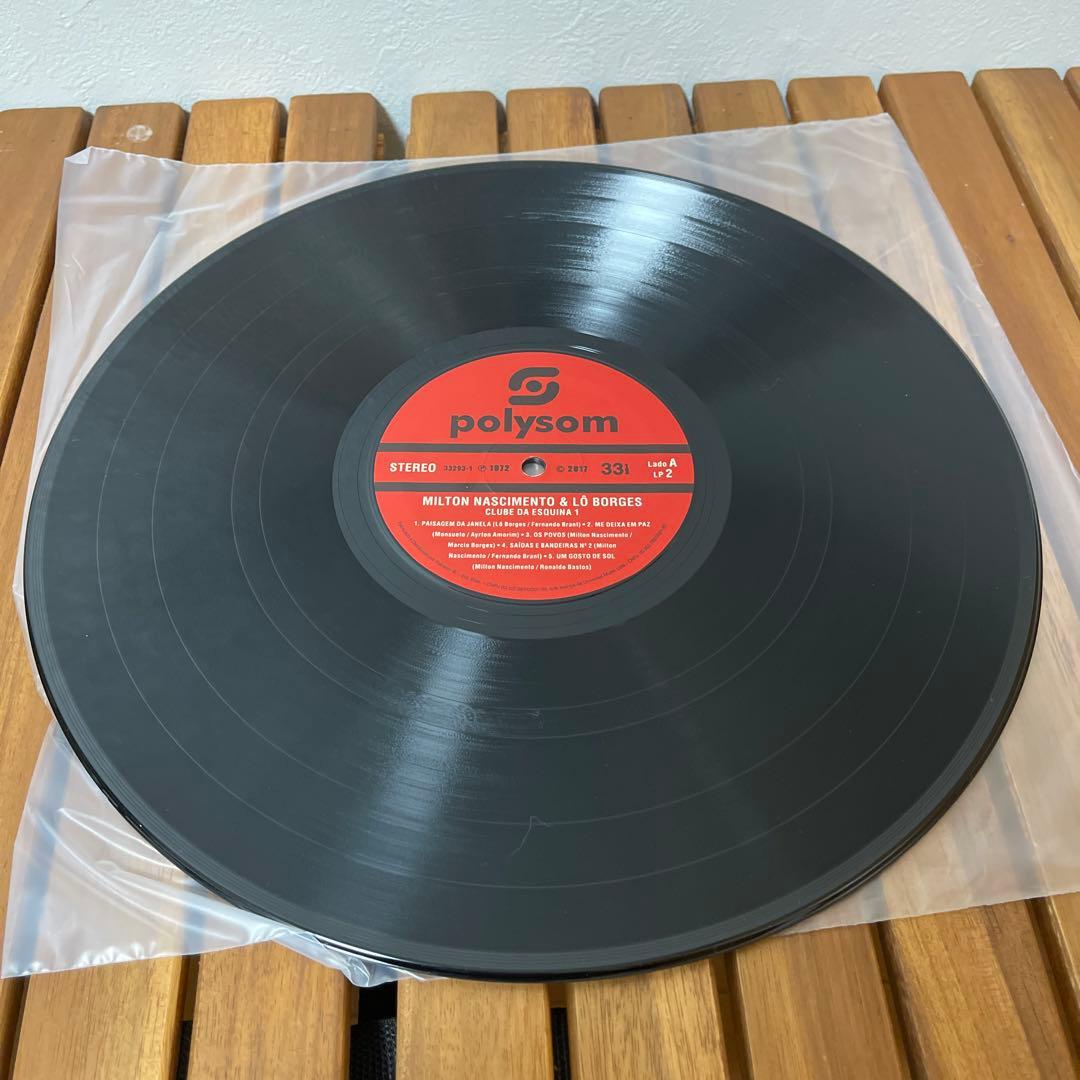 polysom
STEREO 33293-1 ℗ 1972 © 2017 33⅓ Lado A
LP 2
MILTON NASCIMENTO & LÔ BORGES
CLUBE DA ESQUINA 1
1. PAISAGEM DA JANELA (Lô Borges / Fernando Brant) • 2. ME DEIXA EM PAZ
(Monsueto / Ayrton Amorim) • 3. OS POVOS (Milton Nascimento /
Márcio Borges) • 4. SAÍDAS E BANDEIRAS Nº 2 (Milton
Nascimento / Fernando Brant) • 5. UM GOSTO DE SOL
(Milton Nascimento / Ronaldo Bastos)